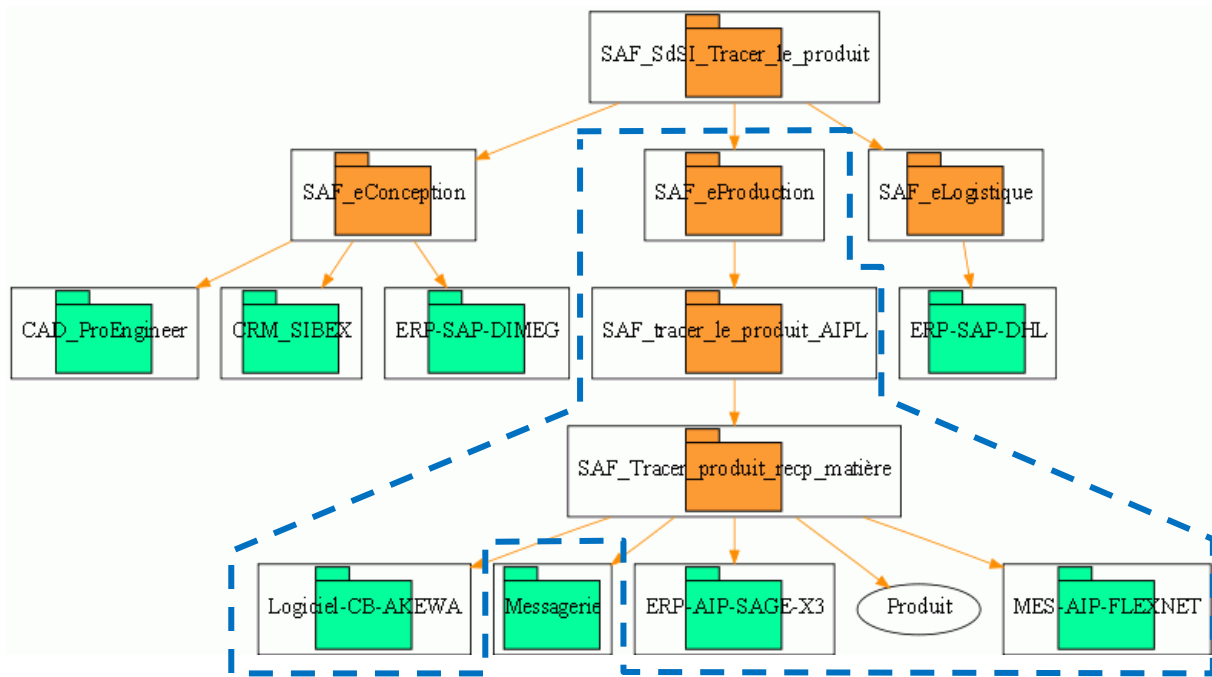 SAF_SdSI_Tracer_le_produit
SAF_eConception
SAF_eProduction
SAF_eLogistique
CAD_ProEngineer
CRM_SIBEX
ERP-SAP-DIMEG
SAF_tracer_le_produit_AIPL
ERP-SAP-DHL
SAF_Tracer_produit_recp_matière
Logiciel-CB-AKEWA
Messagerie
ERP-AIP-SAGE-X3
Produit
MES-AIP-FLEXNET